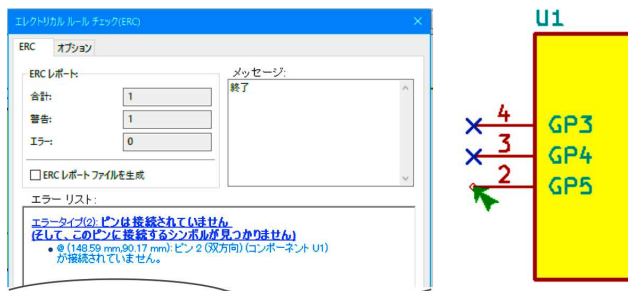 エレクトリカル ルール チェック(ERC)
ERC オプション
ERC レポート:
合計: 1
警告: 1
エラー: 0
ERC レポート ファイルを生成
メッセージ:
終了
エラー リスト:
エラータイプ(2): ピンは接続されていません
(そして、このピンに接続するシンボルが見つかりません)
@ (148.59 mm,90.17 mm): ピン 2 (双方向) (コンポーネント U1)
が接続されていません。
U1
4 GP3
3 GP4
2 GP5